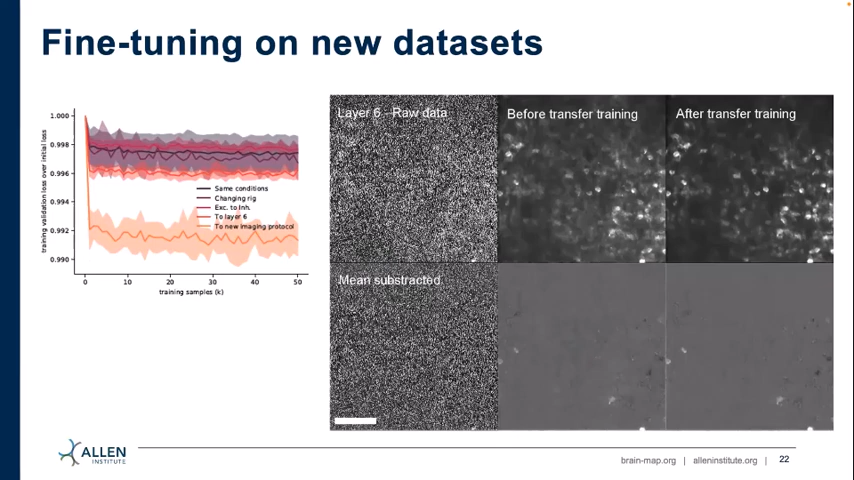 Fine-tuning on new datasets
training validation loss over initial loss
1.000
0.998
0.996
0.994
0.992
0.990
Same conditions
Changing rig
Exc. to Inh.
To layer 6
To new imaging protocol
0
10
20
30
40
50
training samples (k)
Layer 6 - Raw data
Before transfer training
After transfer training
Mean substracted
ALLEN
INSTITUTE
brain-map.org | alleninstitute.org | 22